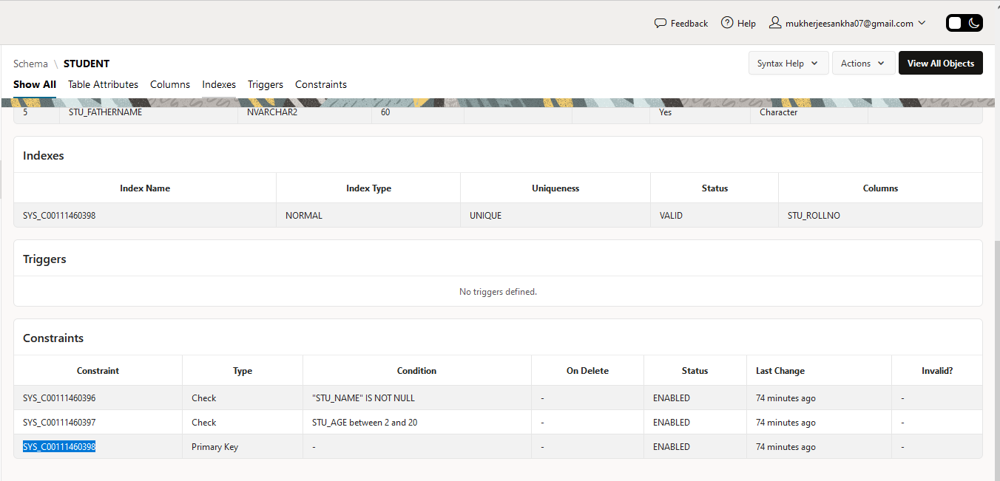 Feedback Help mukherjeesankha07@gmail.com
Schema \ STUDENT
Syntax Help Actions View All Objects
Show All Table Attributes Columns Indexes Triggers Constraints
5 STU_FATHERNAME NVARCHAR2 60 Yes Character
Indexes
Index Name Index Type Uniqueness Status Columns
SYS_C00111460398 NORMAL UNIQUE VALID STU_ROLLNO
Triggers
No triggers defined.
Constraints
Constraint Type Condition On Delete Status Last Change Invalid?
SYS_C00111460396 Check "STU_NAME" IS NOT NULL - ENABLED 74 minutes ago -
SYS_C00111460397 Check STU_AGE between 2 and 20 - ENABLED 74 minutes ago -
SYS_C00111460398 Primary Key - - ENABLED 74 minutes ago -